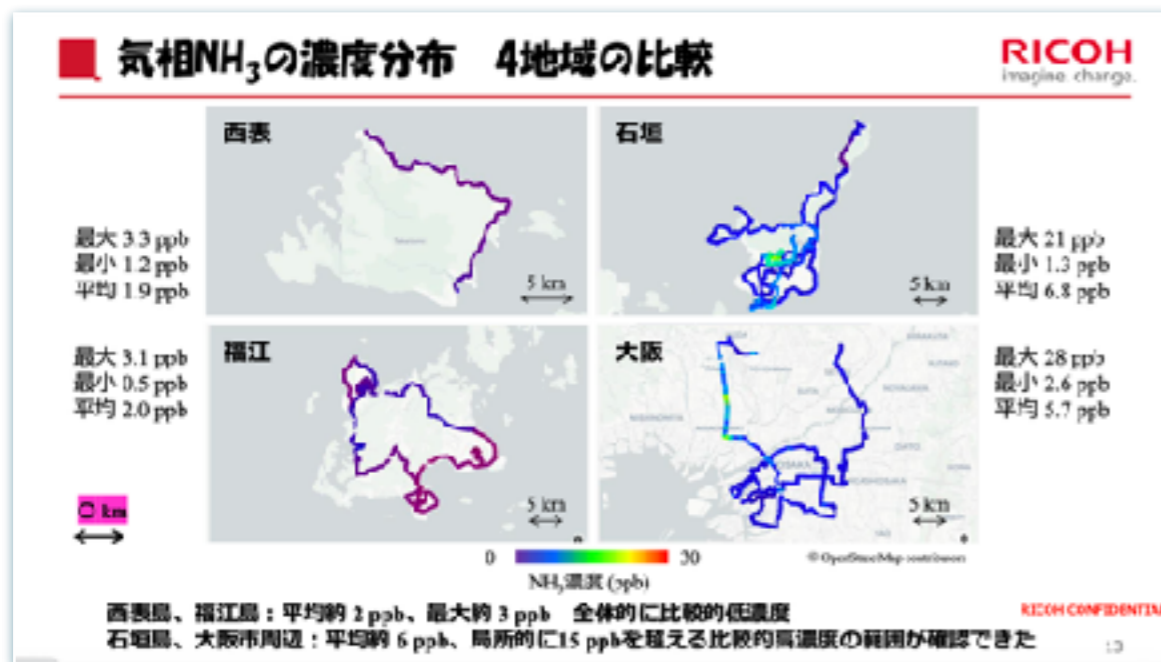 気相NH₃の濃度分布 4地域の比較
RICOH
imagine. change.
西表
最大 3.3 ppb
最小 1.2 ppb
平均 1.9 ppb
5 km
石垣
最大 21 ppb
最小 1.3 ppb
平均 6.8 ppb
5 km
福江
最大 3.1 ppb
最小 0.5 ppb
平均 2.0 ppb
5 km
大阪
最大 28 ppb
最小 2.6 ppb
平均 5.7 ppb
OSAKA
5 km
km
0 30
NH₃濃度 (ppb)
© OpenStreetMap contributors
西表島、福江島:平均約 2 ppb、最大約 3 ppb 全体的に比較的低濃度
石垣島、大阪市周辺:平均約 6 ppb、局所的に15 ppbを越える比較的高濃度の範囲が確認できた
RICOH CONFIDENTIAL